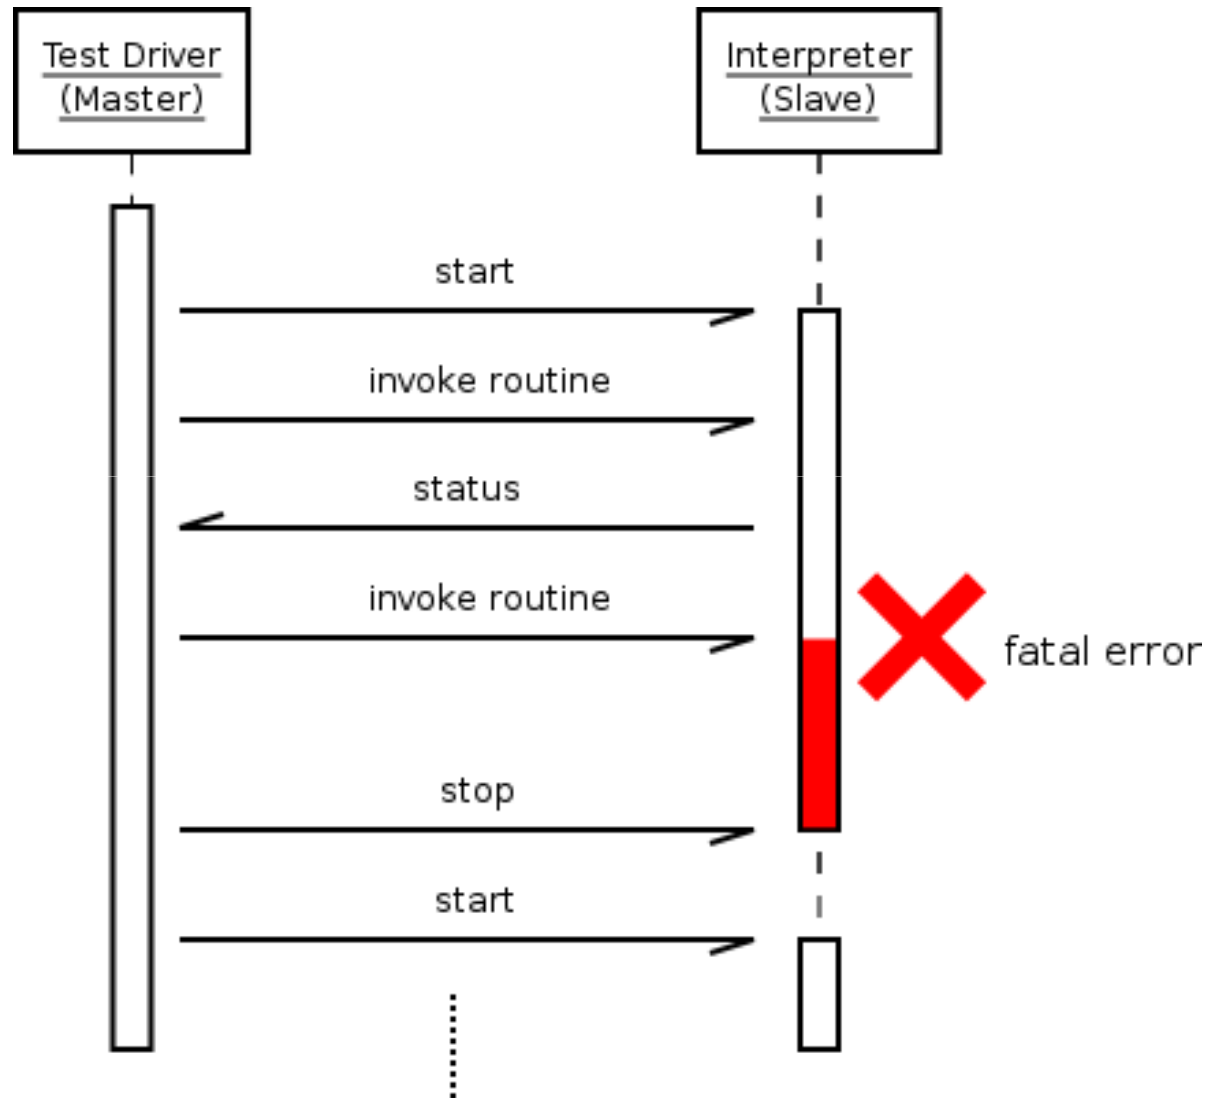 Test Driver
(Master)
Interpreter
(Slave)
start
invoke routine
status
invoke routine
fatal error
stop
start